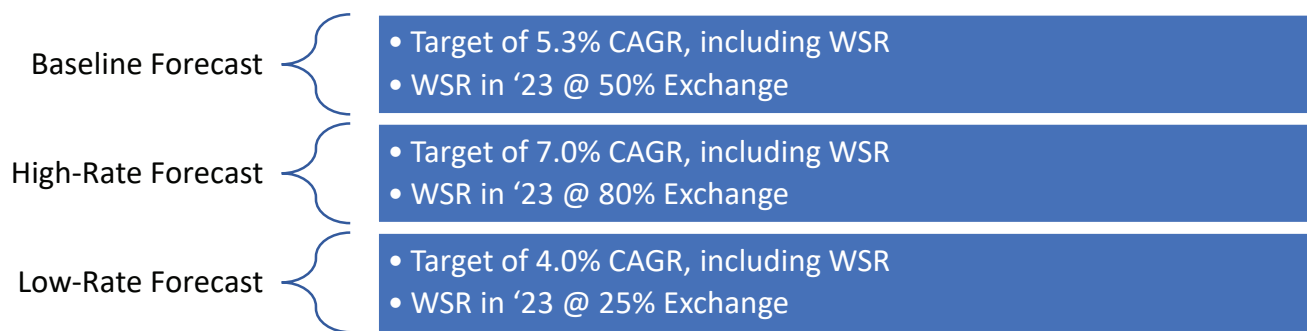 Baseline Forecast
• Target of 5.3% CAGR, including WSR
• WSR in ‘23 @ 50% Exchange
High-Rate Forecast
• Target of 7.0% CAGR, including WSR
• WSR in ‘23 @ 80% Exchange
Low-Rate Forecast
• Target of 4.0% CAGR, including WSR
• WSR in ‘23 @ 25% Exchange